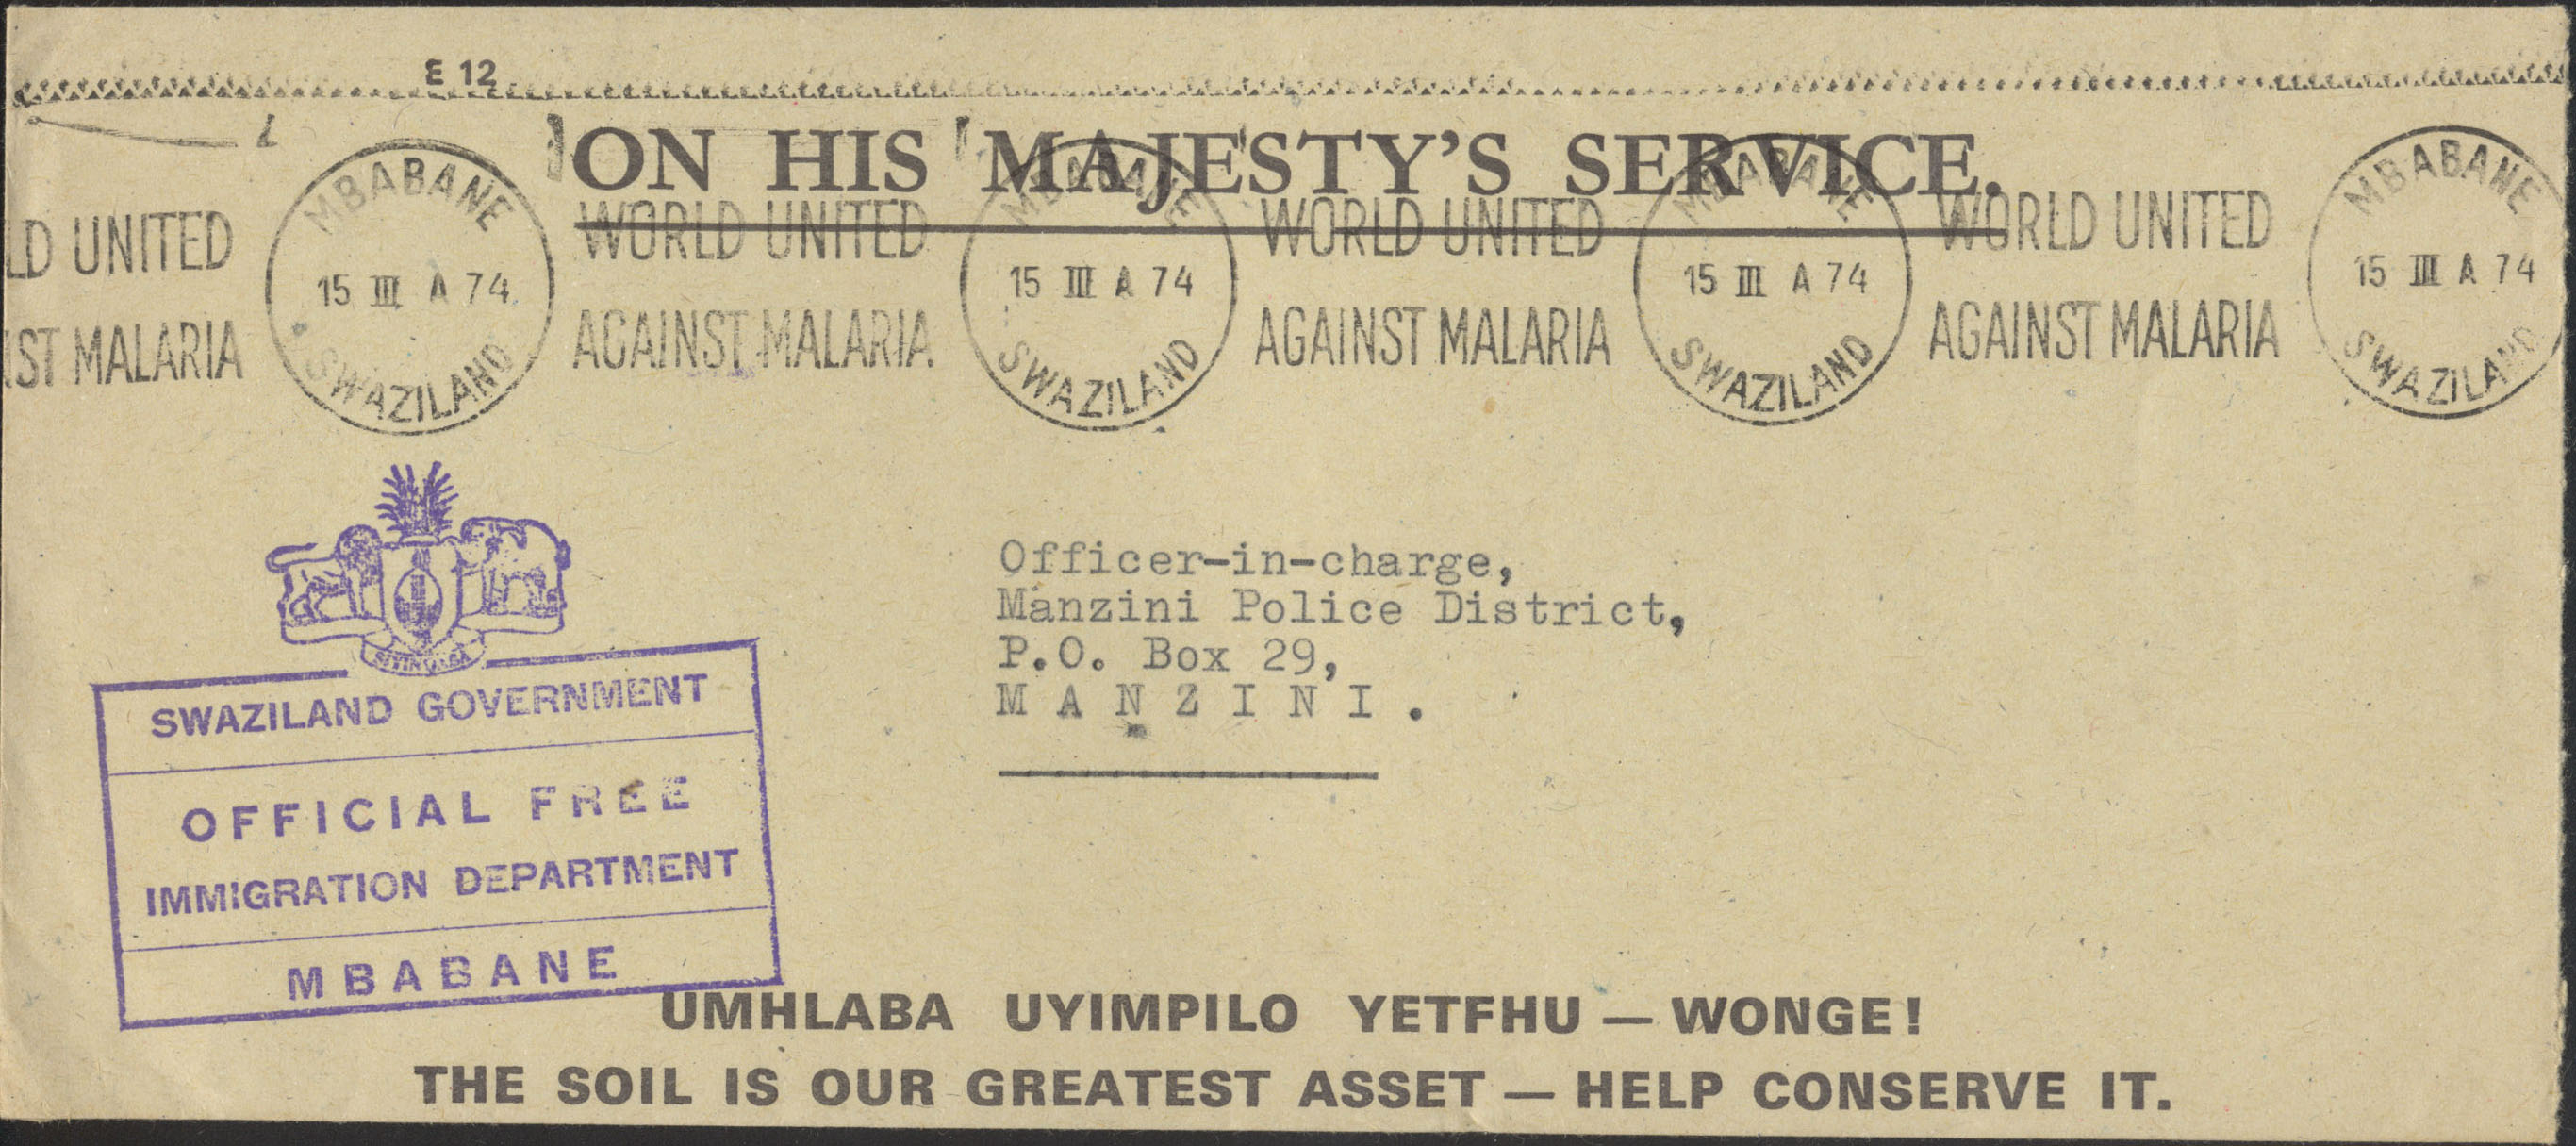 E 12
ON HIS MAJESTY'S SERVICE.
MBABANE MBABANE MBABANE MBABANE
LD UNITED WORLD UNITED WORLD UNITED WORLD UNITED
15 III A 74 15 III A 74 15 III A 74 15 III A 74
ST MALARIA AGAINST MALARIA AGAINST MALARIA AGAINST MALARIA
SWAZILAND SWAZILAND SWAZILAND SWAZILAND
Officer-in-charge,
Manzini Police District,
P.O. Box 29,
M A N Z I N I .
SWAZILAND GOVERNMENT
OFFICIAL FREE
IMMIGRATION DEPARTMENT
MBABANE
UMHLABA UYIMPILO YETFHU — WONGE!
THE SOIL IS OUR GREATEST ASSET — HELP CONSERVE IT.